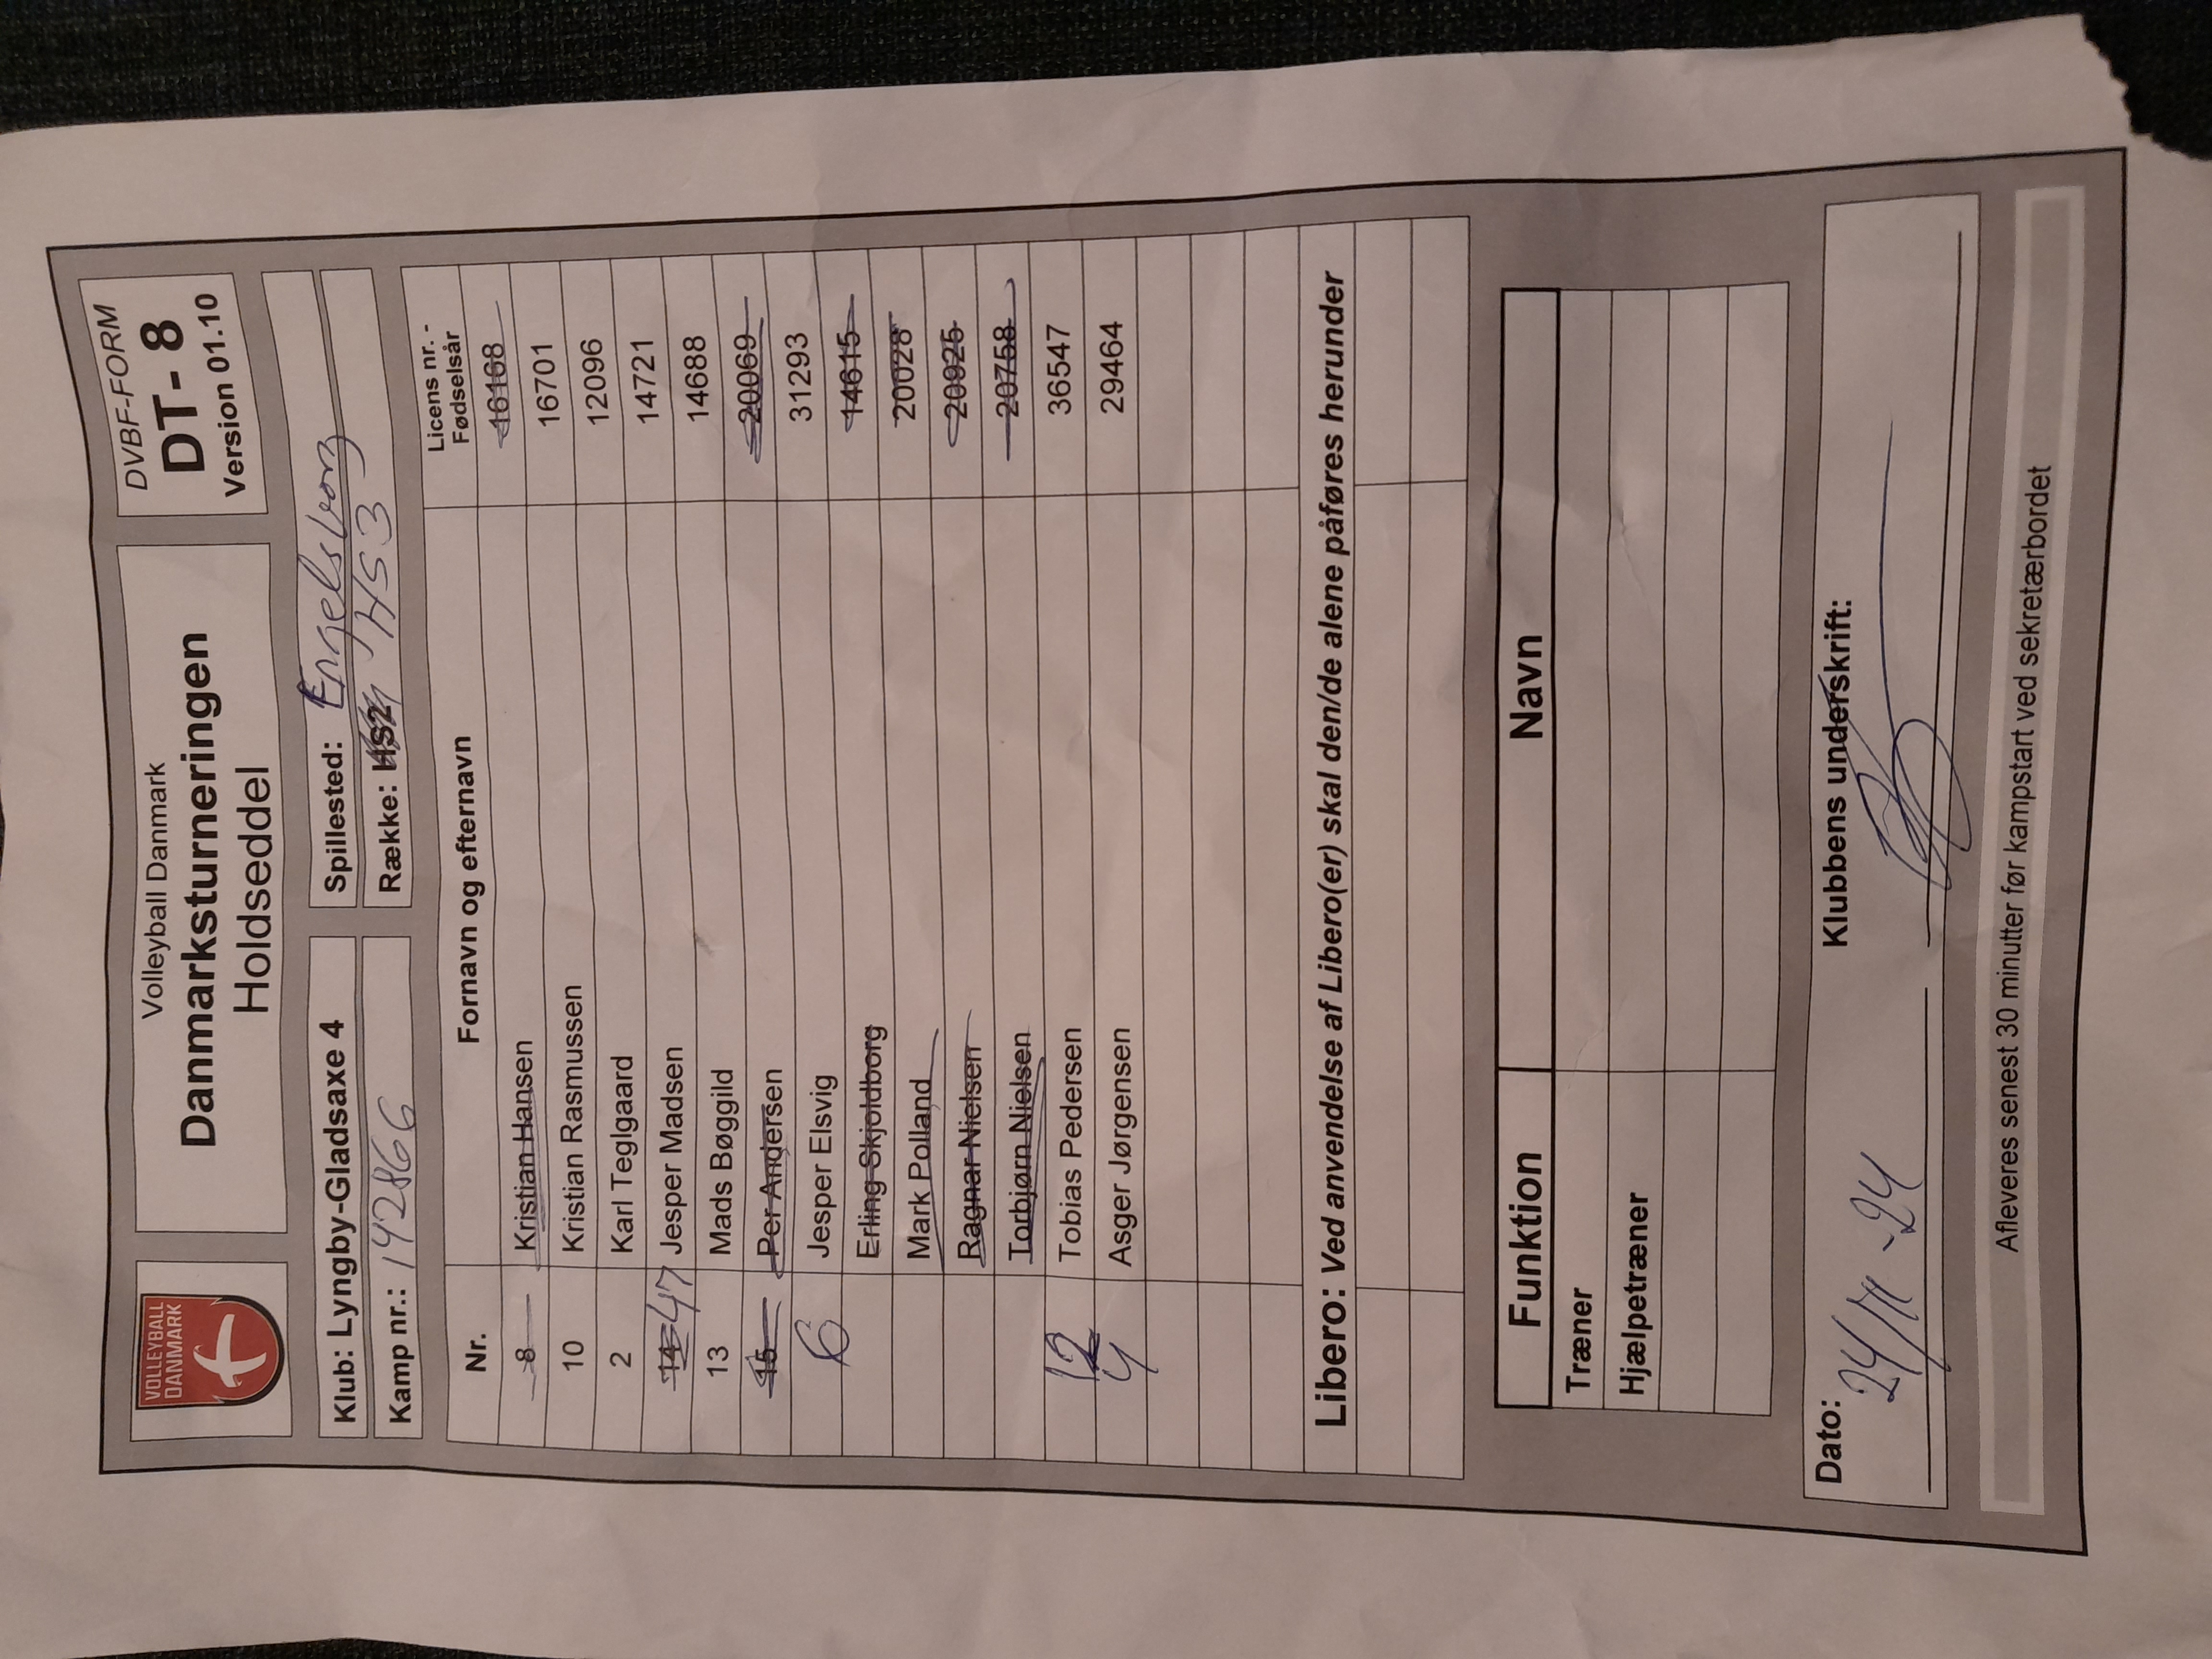 VOLLEYBALL
DANMARK
Volleyball Danmark
Danmarksturneringen
Holdseddel
DVBF-FORM
DT - 8
Version 01.10
Klub: Lyngby-Gladsaxe 4
Spillested: Engelsborg
Kamp nr.: 142866
Række: HS2 HS3
Nr. Fornavn og efternavn Licens nr. - Fødselsår
8 Kristian Hansen 16168
10 Kristian Rasmussen 16701
2 Karl Teglgaard 12096
14 47 Jesper Madsen 14721
13 Mads Bøggild 14688
15 Per Andersen 20069
6 Jesper Elsvig 31293
Erling Skjoldborg 14615
Mark Polland 20028
Ragnar Nielsen 20925
Torbjørn Nielsen 20758
12 Tobias Pedersen 36547
4 Asger Jørgensen 29464
Libero: Ved anvendelse af Libero(er) skal den/de alene påføres herunder
Funktion Navn
Træner
Hjælpetræner
Dato: 24/11-24
Klubbens underskrift:
Afleveres senest 30 minutter før kampstart ved sekretærbordet